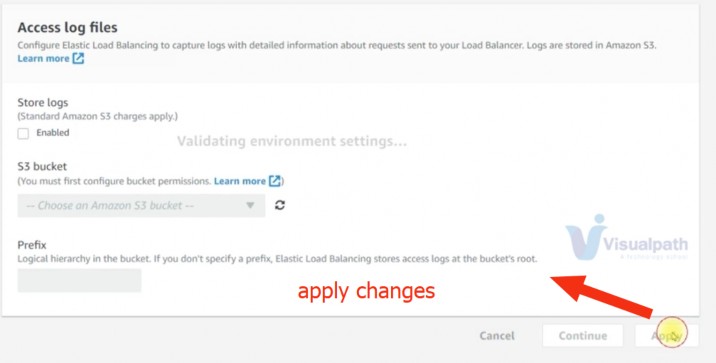 Access log files
Configure Elastic Load Balancing to capture logs with detailed information about requests sent to your Load Balancer. Logs are stored in Amazon S3.
Learn more
Store logs
(Standard Amazon S3 charges apply.)
Enabled
Validating environment settings...
S3 bucket
(You must first configure bucket permissions. Learn more)
-- Choose an Amazon S3 bucket --
Prefix
Logical hierarchy in the bucket. If you don't specify a prefix, Elastic Load Balancing stores access logs at the bucket's root.
Visualpath
apply changes
Cancel
Continue
Apply